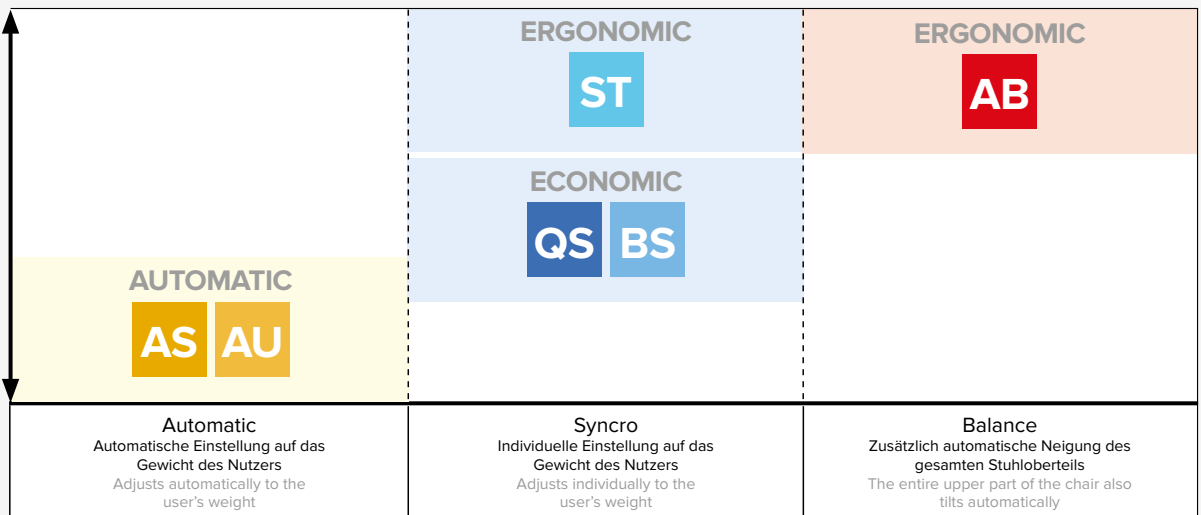 ERGONOMIC
ST
ERGONOMIC
AB
ECONOMIC
QS BS
AUTOMATIC
AS AU
Automatic
Automatische Einstellung auf das
Gewicht des Nutzers
Adjusts automatically to the
user's weight
Syncro
Individuelle Einstellung auf das
Gewicht des Nutzers
Adjusts individually to the
user's weight
Balance
Zusätzlich automatische Neigung des
gesamten Stuhloberteils
The entire upper part of the chair also
tilts automatically